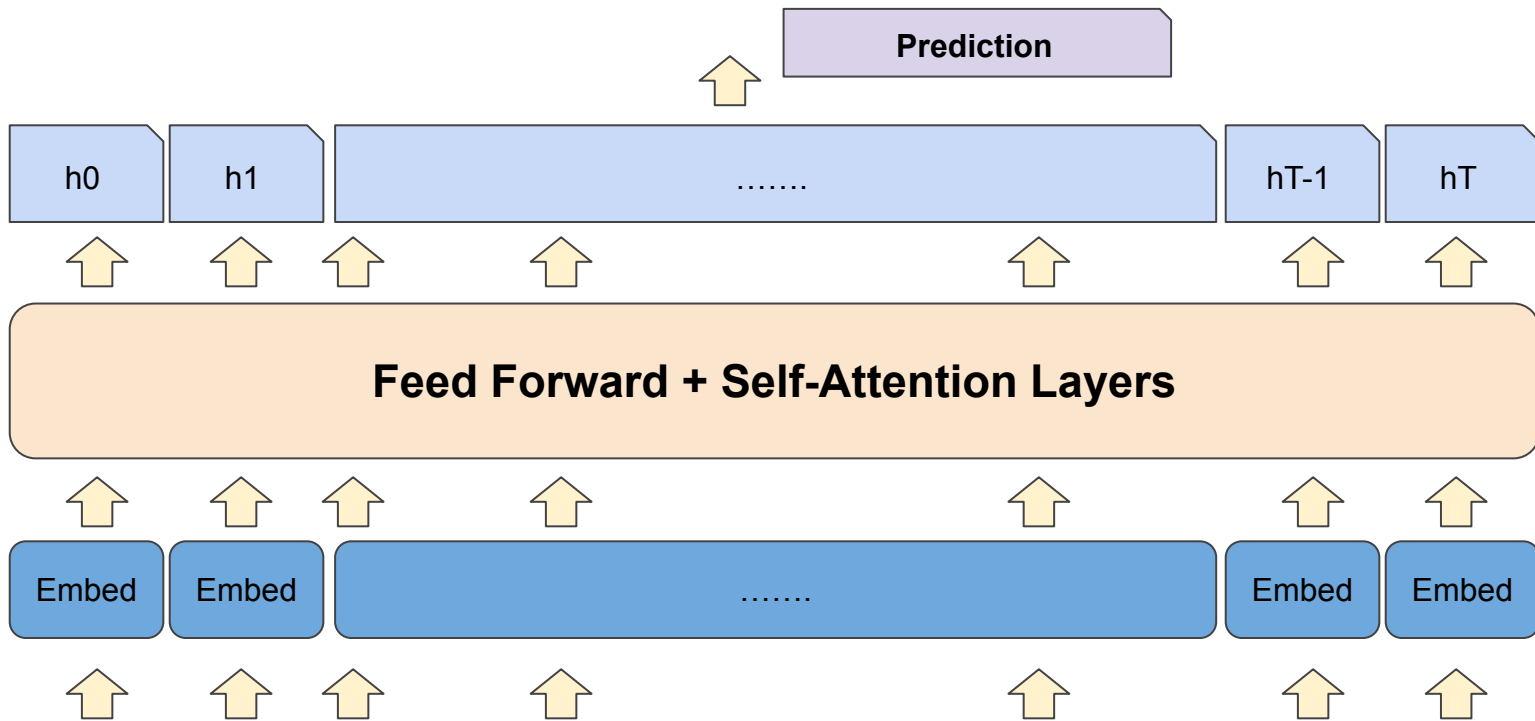 Prediction
h0 h1 ....... hT-1 hT
Feed Forward + Self-Attention Layers
Embed Embed ....... Embed Embed